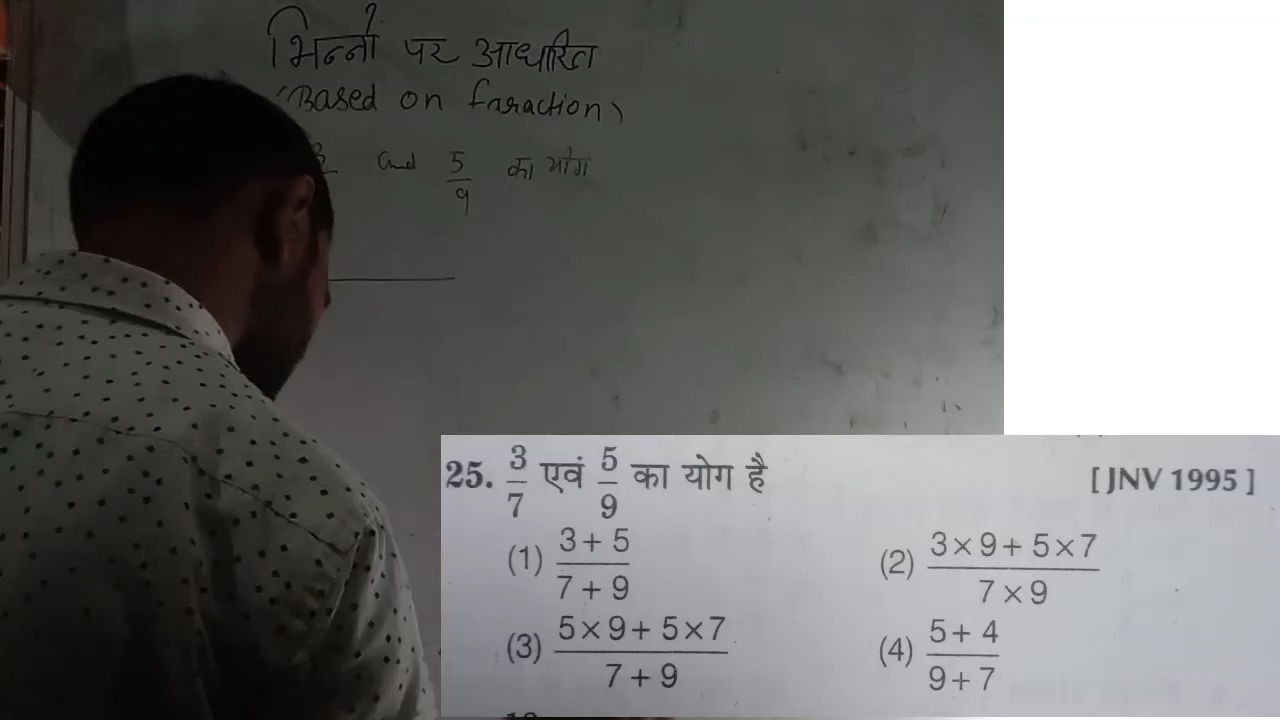 भिन्नों पर आधारित
(Based on faraction)
3 and 5/9 का योग
25. 3/7 एवं 5/9 का योग है [JNV 1995]
(1) 3+5/7+9 (2) 3×9+5×7/7×9
(3) 5×9+5×7/7+9 (4) 5+4/9+7